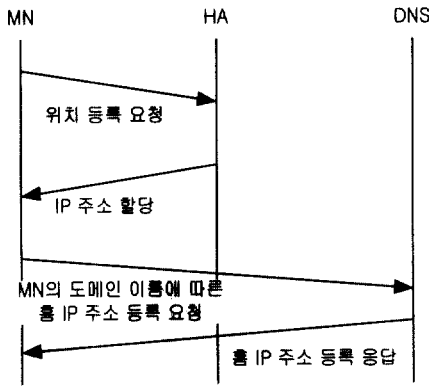 MN HA DNS
위치 등록 요청
IP 주소 할당
MN의 도메인 이름에 따른
홈 IP 주소 등록 요청
홈 IP 주소 등록 응답